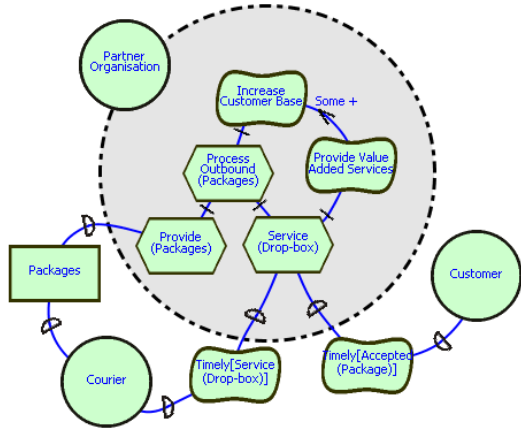 Partner
Organisation
Increase
Customer Base
Some +
Process
Outbound
(Packages)
Provide Value
Added Services
Provide
(Packages)
Service
(Drop-box)
Packages
Customer
Courier
Timely[Service
(Drop-box)]
Timely[Accepted
(Package)]